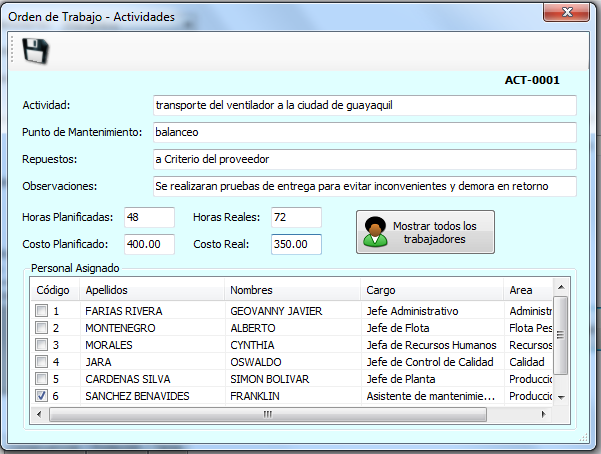 Orden de Trabajo - Actividades
ACT-0001
Actividad: transporte del ventilador a la ciudad de guayaquil
Punto de Mantenimiento: balanceo
Repuestos: a Criterio del proveedor
Observaciones: Se realizaran pruebas de entrega para evitar inconvenientes y demora en retorno
Horas Planificadas: 48 Horas Reales: 72
Costo Planificado: 400.00 Costo Real: 350.00
Mostrar todos los
trabajadores
Personal Asignado
Código Apellidos Nombres Cargo Area
1 FARIAS RIVERA GEOVANNY JAVIER Jefe Administrativo Administr
2 MONTENEGRO ALBERTO Jefe de Flota Flota Pes
3 MORALES CYNTHIA Jefa de Recursos Humanos Recursos
4 JARA OSWALDO Jefe de Control de Calidad Calidad
5 CARDENAS SILVA SIMON BOLIVAR Jefe de Planta Producció
6 SANCHEZ BENAVIDES FRANKLIN Asistente de mantenimie... Producció